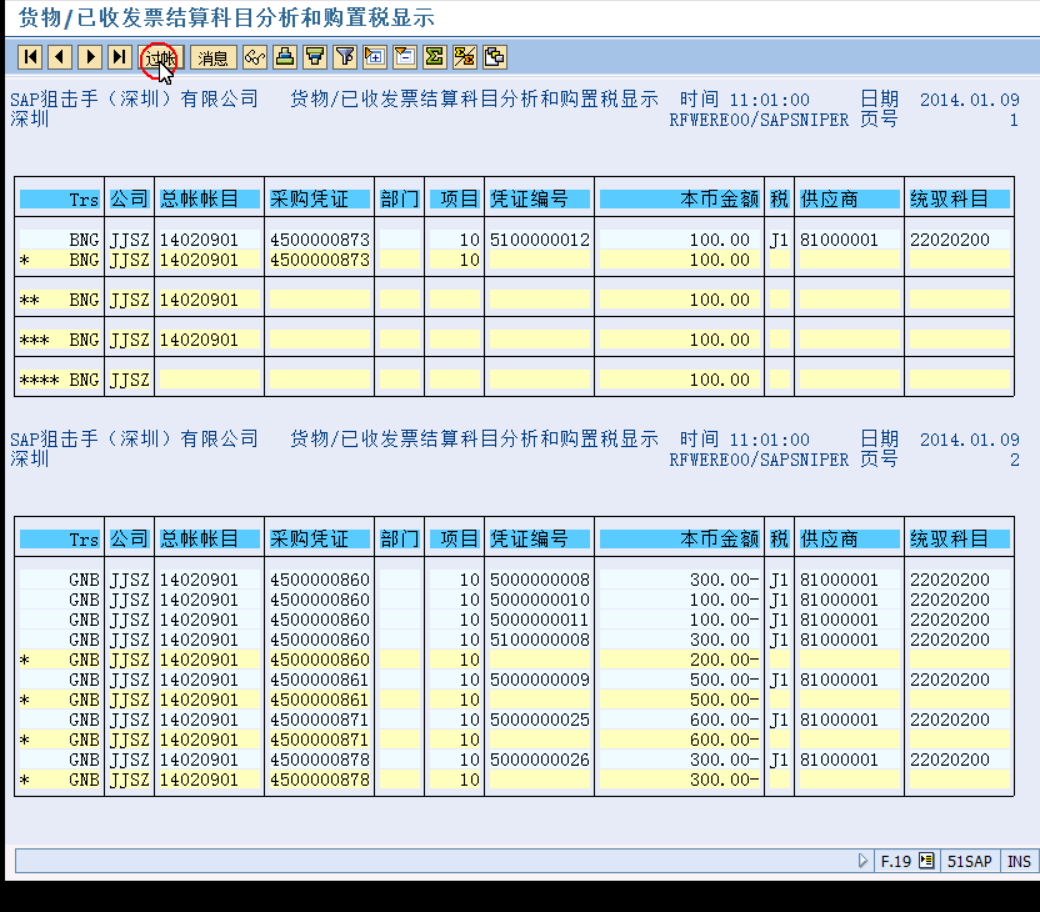 货物/已收发票结算科目分析和购置税显示
过帐 消息
SAP狙击手（深圳）有限公司 货物/已收发票结算科目分析和购置税显示 时间 11:01:00 日期 2014.01.09
深圳 RFWERE00/SAPSNIPER 页号 1
Trs 公司 总帐帐目 采购凭证 部门 项目 凭证编号 本币金额 税 供应商 统驭科目
BNG JJSZ 14020901 4500000873 10 5100000012 100.00 J1 81000001 22020200
* BNG JJSZ 14020901 4500000873 10 100.00
** BNG JJSZ 14020901 100.00
*** BNG JJSZ 14020901 100.00
**** BNG JJSZ 100.00
SAP狙击手（深圳）有限公司 货物/已收发票结算科目分析和购置税显示 时间 11:01:00 日期 2014.01.09
深圳 RFWERE00/SAPSNIPER 页号 2
Trs 公司 总帐帐目 采购凭证 部门 项目 凭证编号 本币金额 税 供应商 统驭科目
GNB JJSZ 14020901 4500000860 10 5000000008 300.00- J1 81000001 22020200
GNB JJSZ 14020901 4500000860 10 5000000010 100.00- J1 81000001 22020200
GNB JJSZ 14020901 4500000860 10 5000000011 100.00- J1 81000001 22020200
GNB JJSZ 14020901 4500000860 10 5100000008 300.00 J1 81000001 22020200
* GNB JJSZ 14020901 4500000860 10 200.00-
GNB JJSZ 14020901 4500000861 10 5000000009 500.00- J1 81000001 22020200
* GNB JJSZ 14020901 4500000861 10 500.00-
GNB JJSZ 14020901 4500000871 10 5000000025 600.00- J1 81000001 22020200
* GNB JJSZ 14020901 4500000871 10 600.00-
GNB JJSZ 14020901 4500000878 10 5000000026 300.00- J1 81000001 22020200
* GNB JJSZ 14020901 4500000878 10 300.00-
F.19 51SAP INS